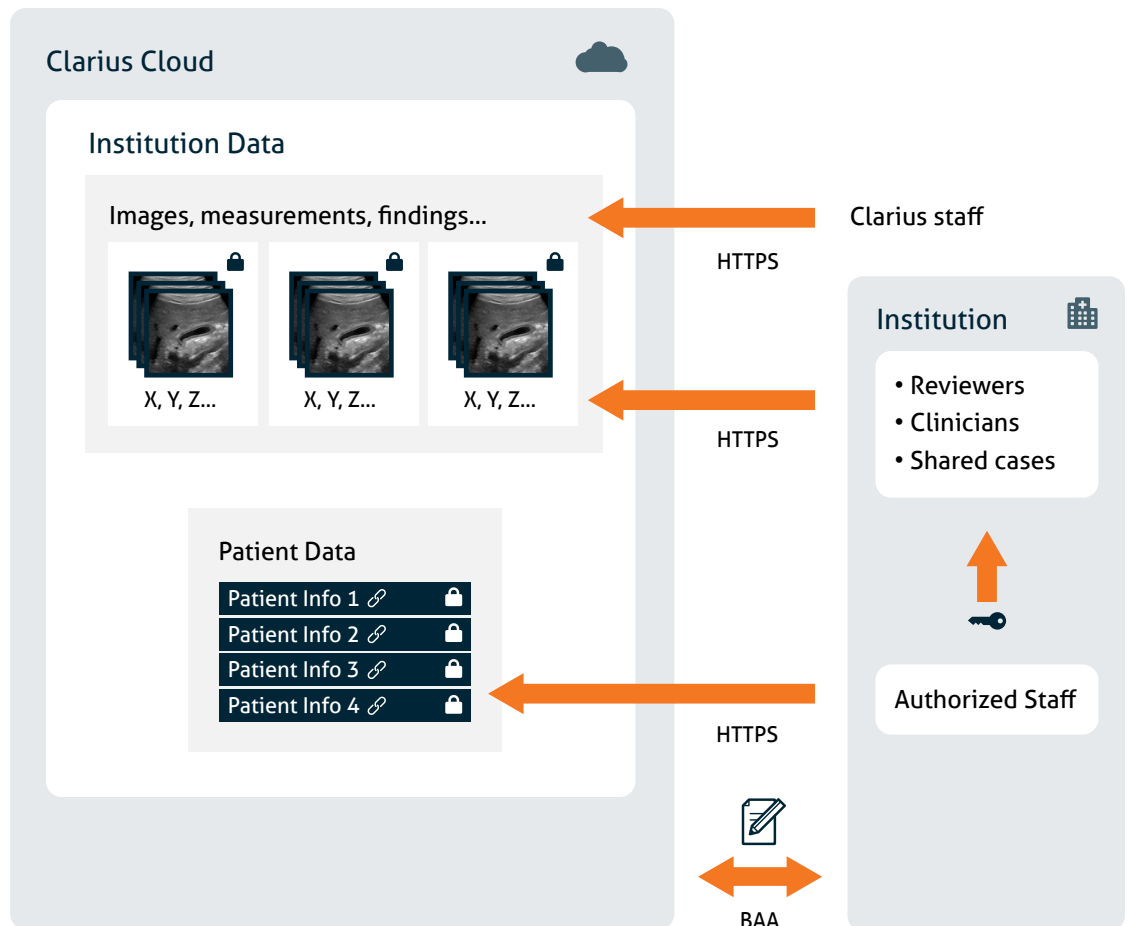 Clarius Cloud
Institution Data
Images, measurements, findings...
X, Y, Z...
X, Y, Z...
X, Y, Z...
Patient Data
Patient Info 1
Patient Info 2
Patient Info 3
Patient Info 4
HTTPS
HTTPS
HTTPS
BAA
Clarius staff
Institution
• Reviewers
• Clinicians
• Shared cases
Authorized Staff